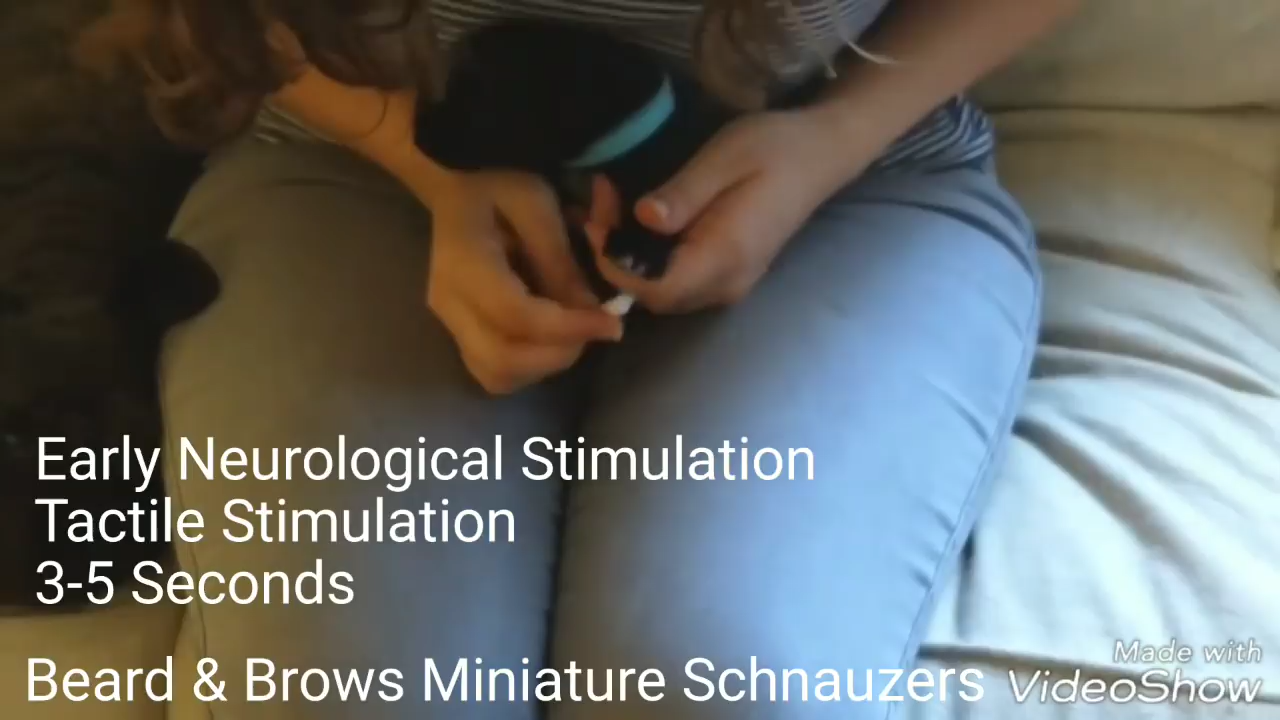 Early Neurological Stimulation
Tactile Stimulation
3-5 Seconds
Beard & Brows Miniature Schnauzers
Made with
VideoShow